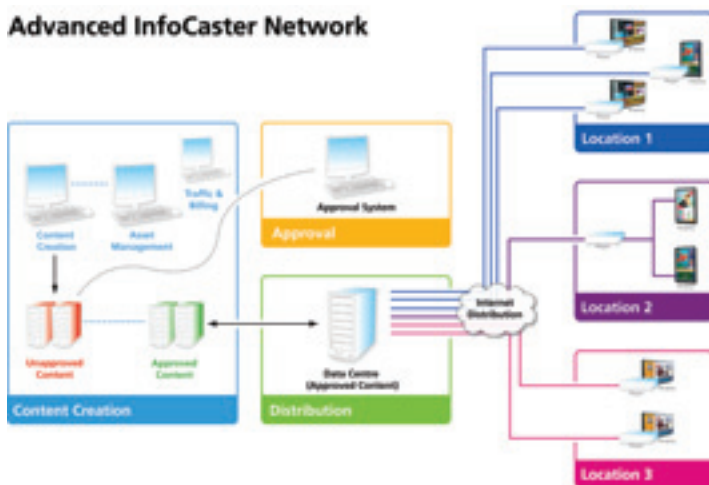 Advanced InfoCaster Network
Traffic &
Billing
Content
Creation
Asset
Management
Unapproved
Content
Approved
Content
Content Creation
Approval System
Approval
Data Centre
(Approved Content)
Distribution
Internet
Distribution
Location 1
Location 2
Location 3